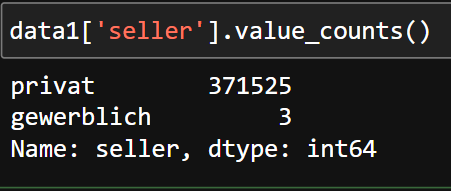 data1['seller'].value_counts()
privat 371525
gewerblich 3
Name: seller, dtype: int64